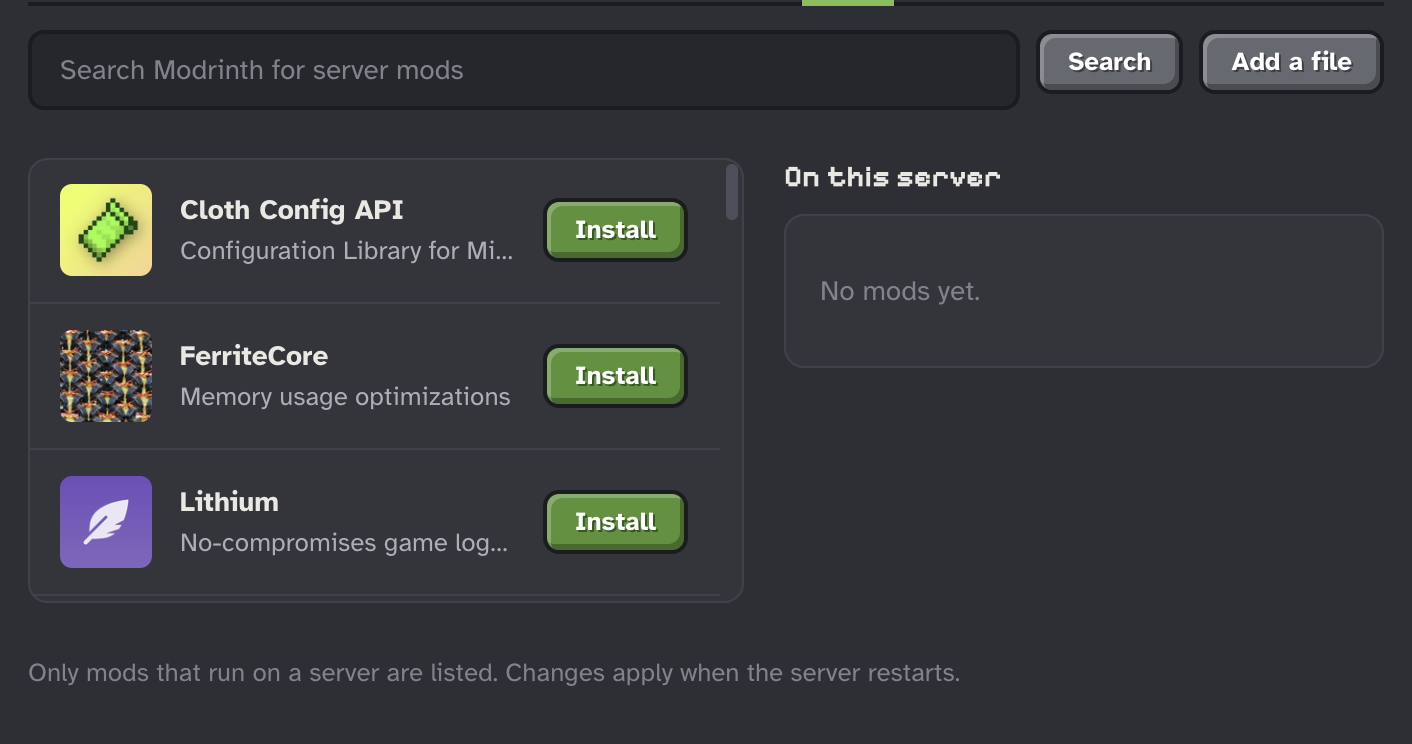 Search Modrinth for server mods
Search
Add a file
Cloth Config API
Configuration Library for Mi...
Install
FerriteCore
Memory usage optimizations
Install
Lithium
No-compromises game log...
Install
On this server
No mods yet.
Only mods that run on a server are listed. Changes apply when the server restarts.